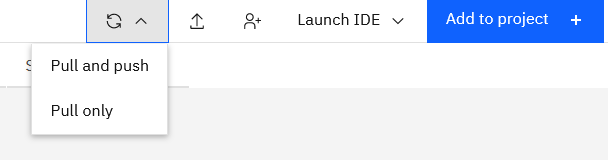 Launch IDE
Add to project +
Pull and push
Pull only